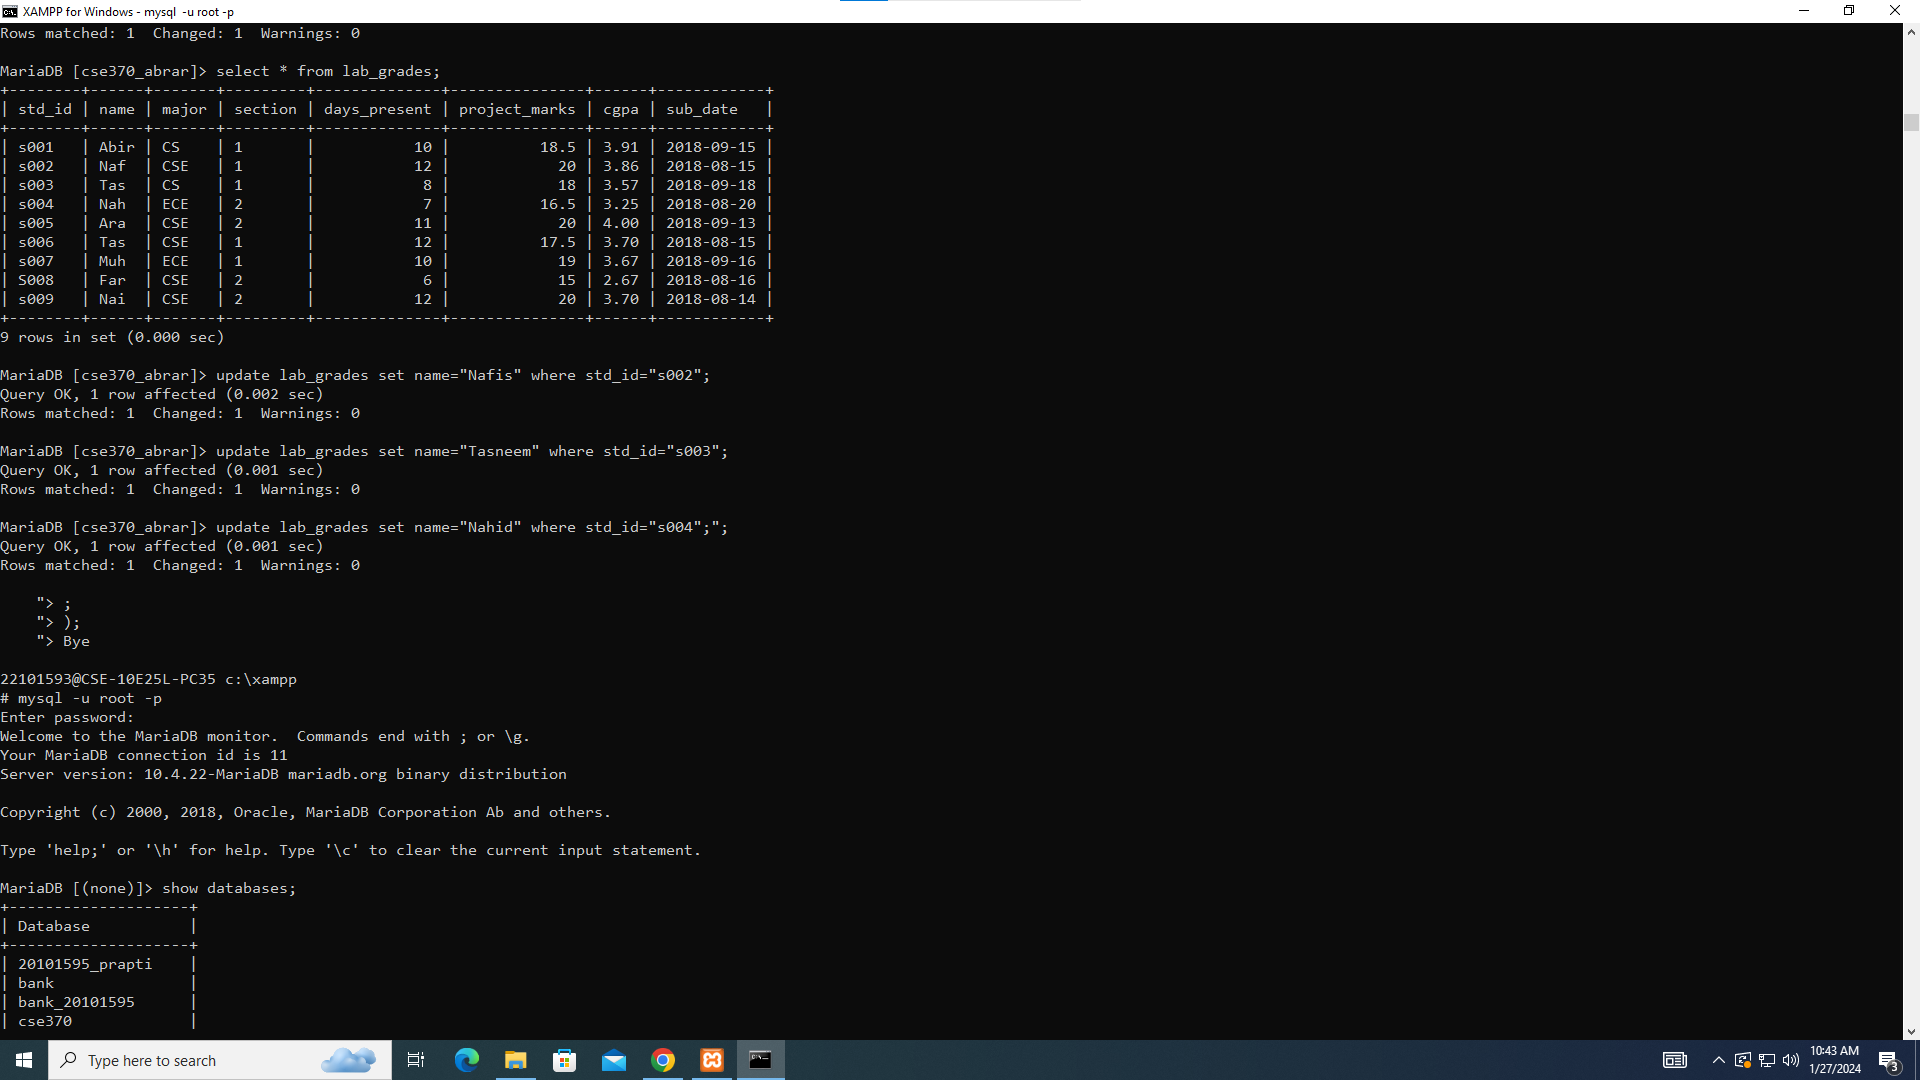 XAMPP for Windows - mysql  -u root -p
Rows matched: 1  Changed: 1  Warnings: 0
MariaDB [cse370_abrar]> select * from lab_grades;
+--------+------+-------+---------+--------------+---------------+------+------------+
| std_id | name | major | section | days_present | project_marks | cgpa | sub_date   |
+--------+------+-------+---------+--------------+---------------+------+------------+
| s001   | Abir | CS    | 1       |           10 |          18.5 | 3.91 | 2018-09-15 |
| s002   | Naf  | CSE   | 1       |           12 |            20 | 3.86 | 2018-08-15 |
| s003   | Tas  | CS    | 1       |            8 |            18 | 3.57 | 2018-09-18 |
| s004   | Nah  | ECE   | 2       |            7 |          16.5 | 3.25 | 2018-08-20 |
| s005   | Ara  | CSE   | 2       |           11 |            20 | 4.00 | 2018-09-13 |
| s006   | Tas  | CSE   | 1       |           12 |          17.5 | 3.70 | 2018-08-15 |
| s007   | Muh  | ECE   | 1       |           10 |            19 | 3.67 | 2018-09-16 |
| S008   | Far  | CSE   | 2       |            6 |            15 | 2.67 | 2018-08-16 |
| s009   | Nai  | CSE   | 2       |           12 |            20 | 3.70 | 2018-08-14 |
+--------+------+-------+---------+--------------+---------------+------+------------+
9 rows in set (0.000 sec)
MariaDB [cse370_abrar]> update lab_grades set name="Nafis" where std_id="s002";
Query OK, 1 row affected (0.002 sec)
Rows matched: 1  Changed: 1  Warnings: 0
MariaDB [cse370_abrar]> update lab_grades set name="Tasneem" where std_id="s003";
Query OK, 1 row affected (0.001 sec)
Rows matched: 1  Changed: 1  Warnings: 0
MariaDB [cse370_abrar]> update lab_grades set name="Nahid" where std_id="s004";";
Query OK, 1 row affected (0.001 sec)
Rows matched: 1  Changed: 1  Warnings: 0
    "> ;
    "> );
    "> Bye
22101593@CSE-10E25L-PC35 c:\xampp
# mysql -u root -p
Enter password:
Welcome to the MariaDB monitor.  Commands end with ; or \g.
Your MariaDB connection id is 11
Server version: 10.4.22-MariaDB mariadb.org binary distribution
Copyright (c) 2000, 2018, Oracle, MariaDB Corporation Ab and others.
Type 'help;' or '\h' for help. Type '\c' to clear the current input statement.
MariaDB [(none)]> show databases;
+--------------------+
| Database           |
+--------------------+
| 20101595_prapti    |
| bank               |
| bank_20101595      |
| cse370             |
Type here to search
10:43 AM
1/27/2024
3